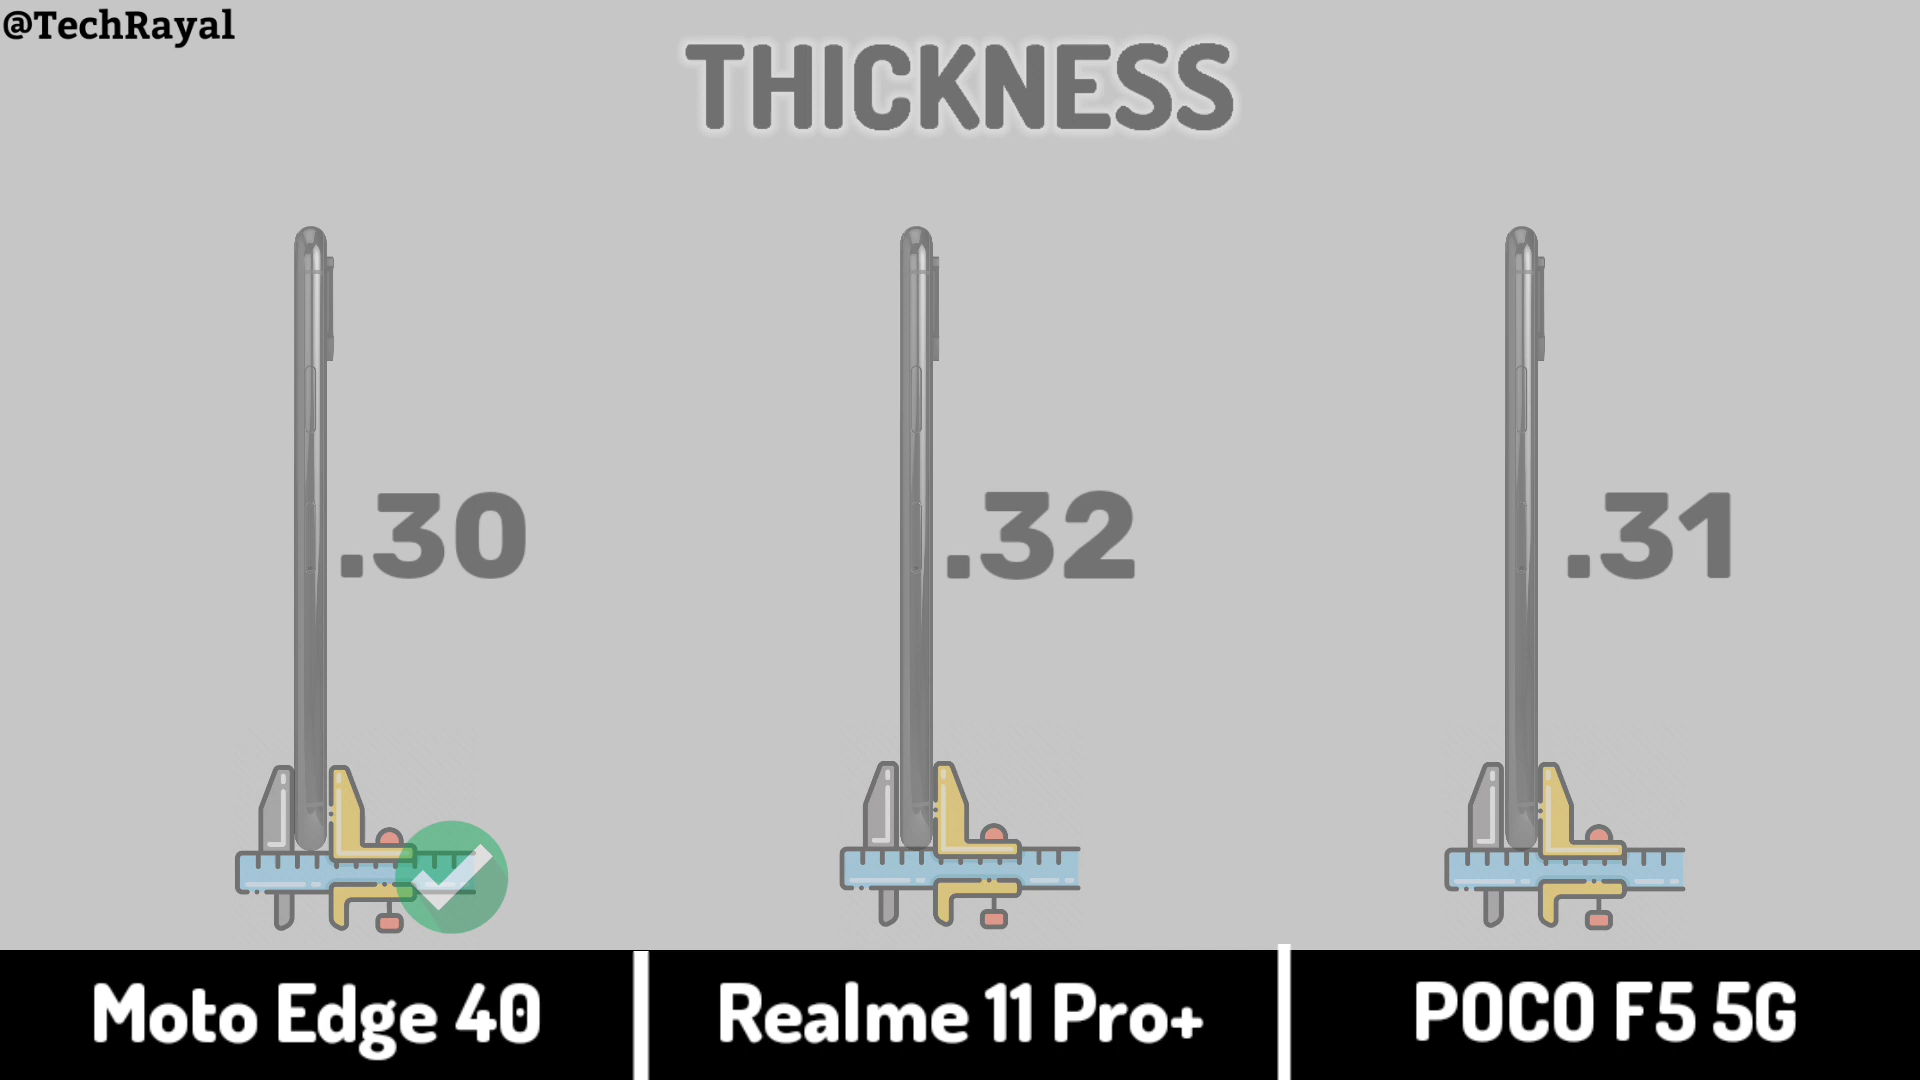 @TechRayal
THICKNESS
.30
.32
.31
Moto Edge 40
Realme 11 Pro+
POCO F5 5G